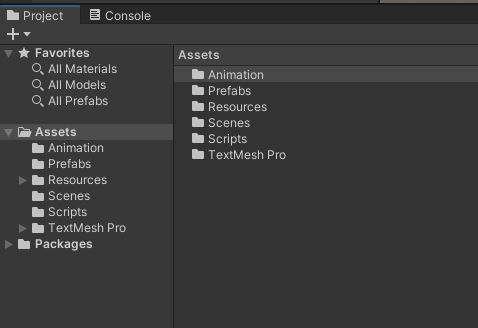 Project Console
Favorites
All Materials
All Models
All Prefabs
Assets
Animation
Prefabs
Resources
Scenes
Scripts
TextMesh Pro
Packages
Assets
Animation
Prefabs
Resources
Scenes
Scripts
TextMesh Pro